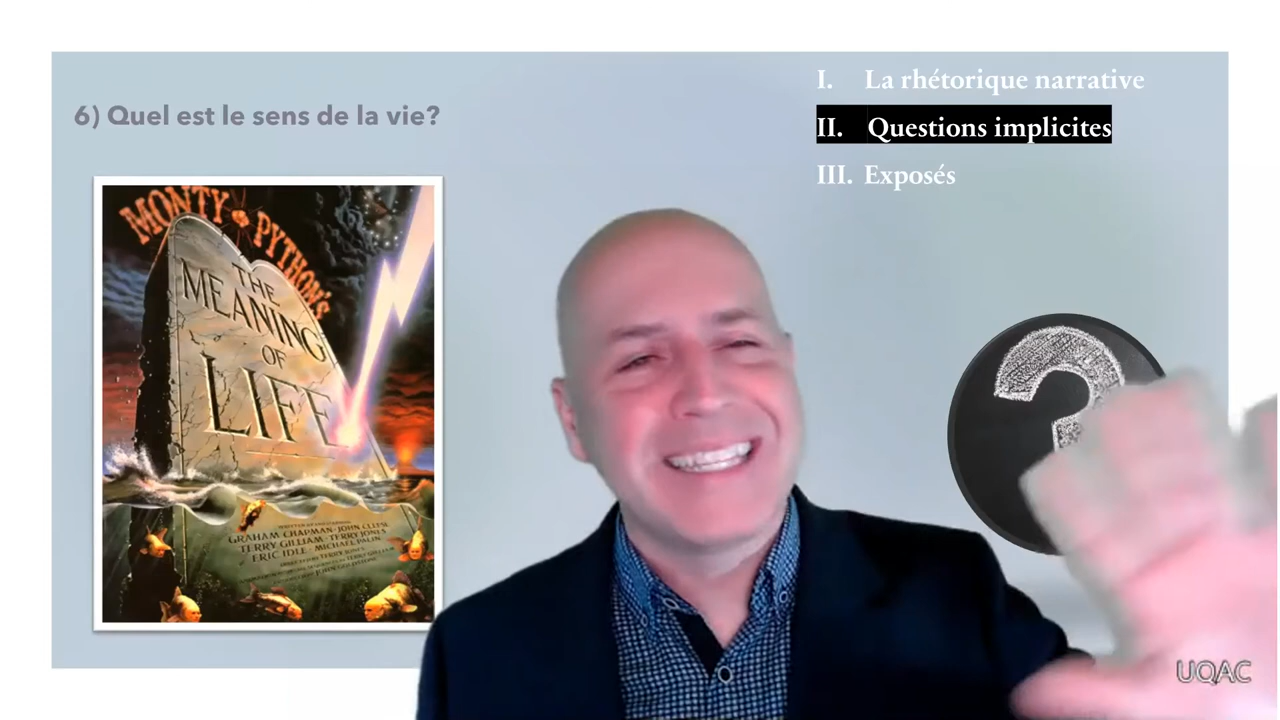 6) Quel est le sens de la vie?
I. La rhétorique narrative
II. Questions implicites
III. Exposés
MONTY PYTHON'S
THE
MEANING
OF
LIFE
GRAHAM CHAPMAN · JOHN CLEESE
TERRY GILLIAM · TERRY JONES
ERIC IDLE · MICHAEL PALIN
?
UQAC